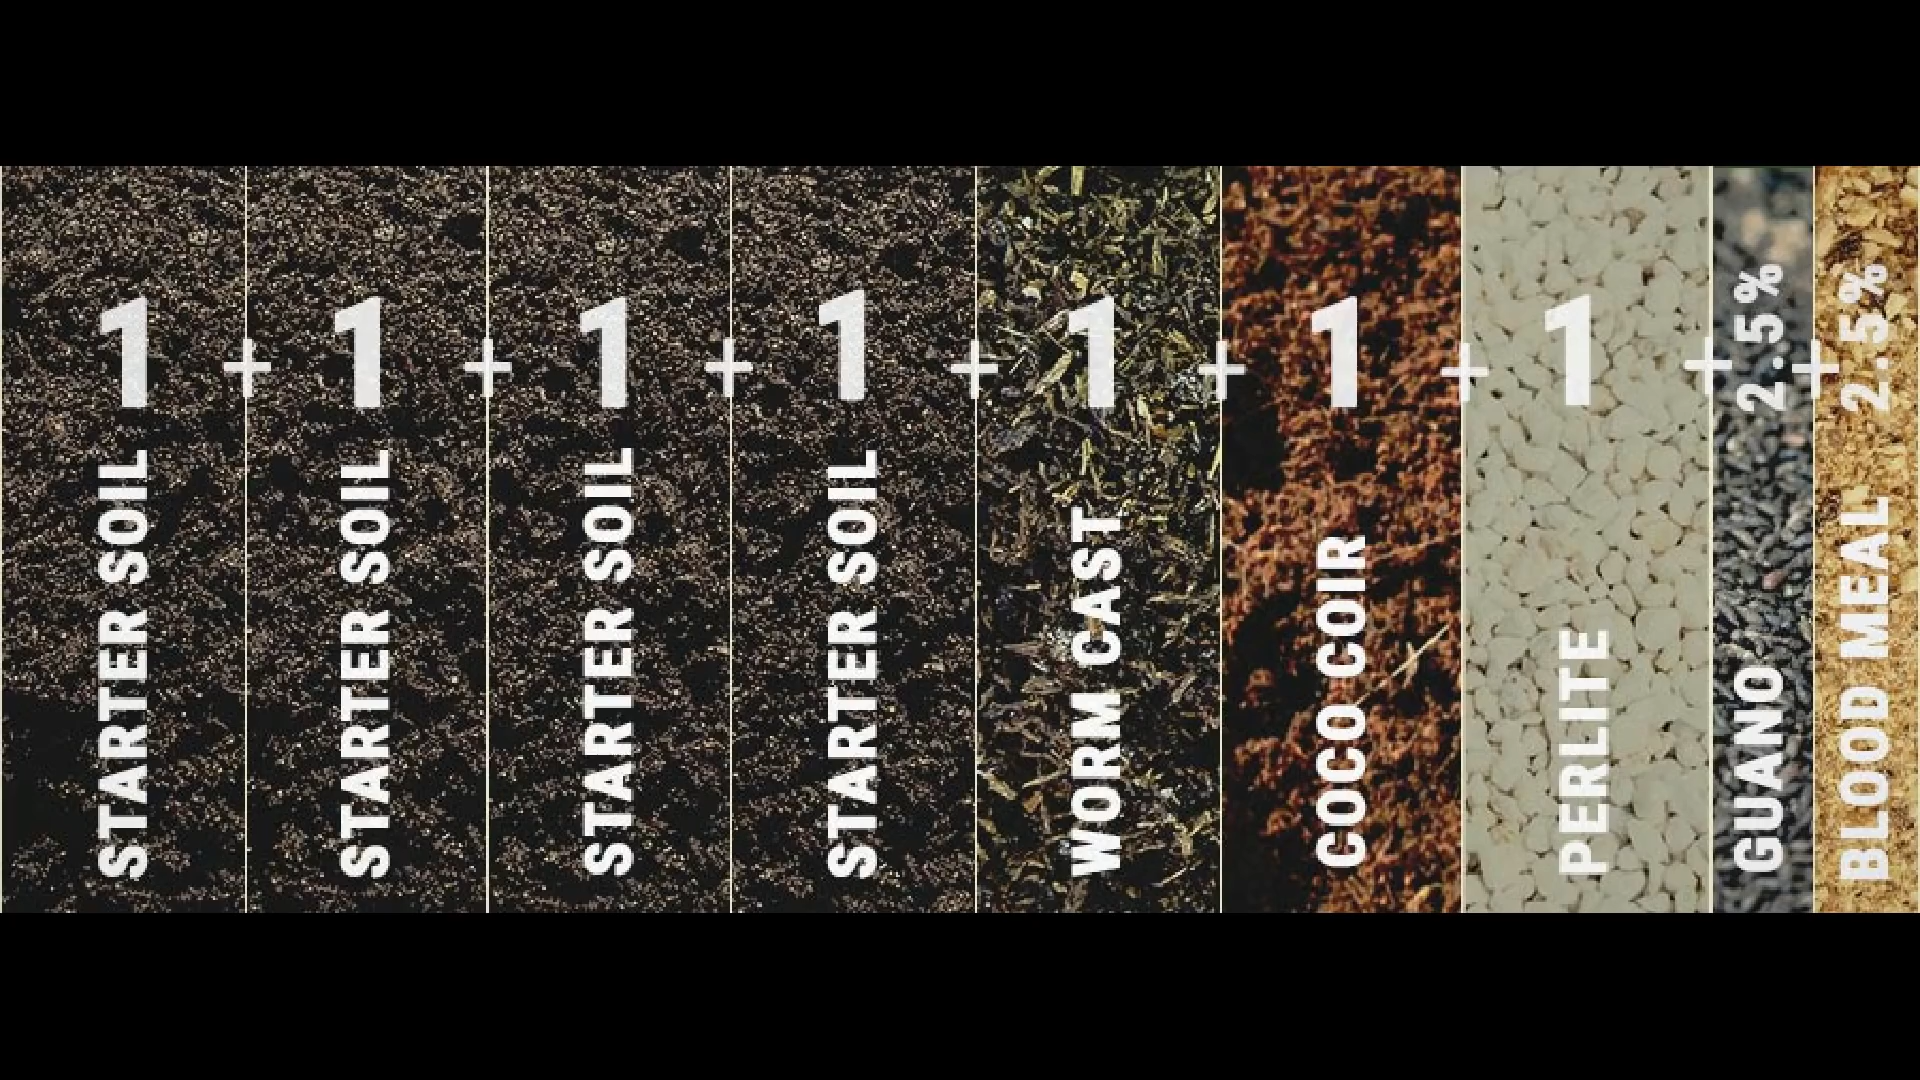 1
STARTER SOIL
+
1
STARTER SOIL
+
1
STARTER SOIL
+
1
STARTER SOIL
+
1
WORM CAST
+
1
COCO COIR
+
1
PERLITE
+
GUANO 2.5%
+
BLOOD MEAL 2.5%